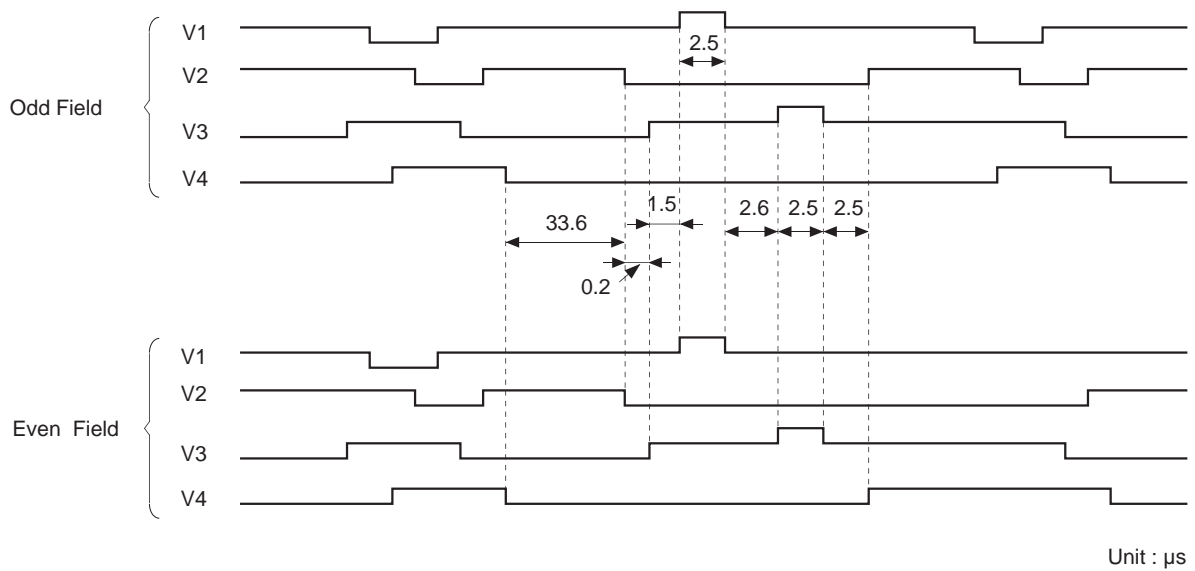 Odd Field
V1
2.5
V2
V3
V4
1.5
33.6
2.6 2.5 2.5
0.2
Even Field
V1
V2
V3
V4
Unit : µs